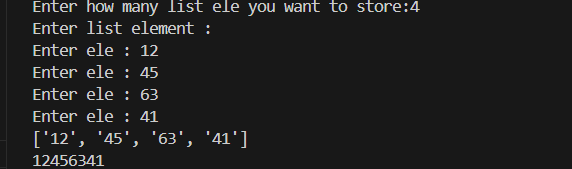 Enter how many list ele you want to store:4
Enter list element :
Enter ele : 12
Enter ele : 45
Enter ele : 63
Enter ele : 41
['12', '45', '63', '41']
12456341